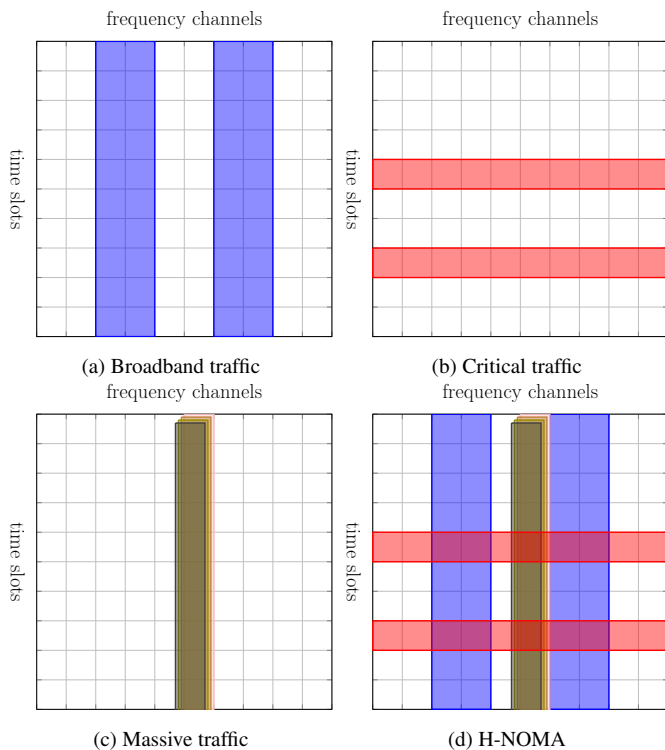 frequency channels
frequency channels
time slots
time slots
(a) Broadband traffic
(b) Critical traffic
frequency channels
frequency channels
time slots
time slots
(c) Massive traffic
(d) H-NOMA